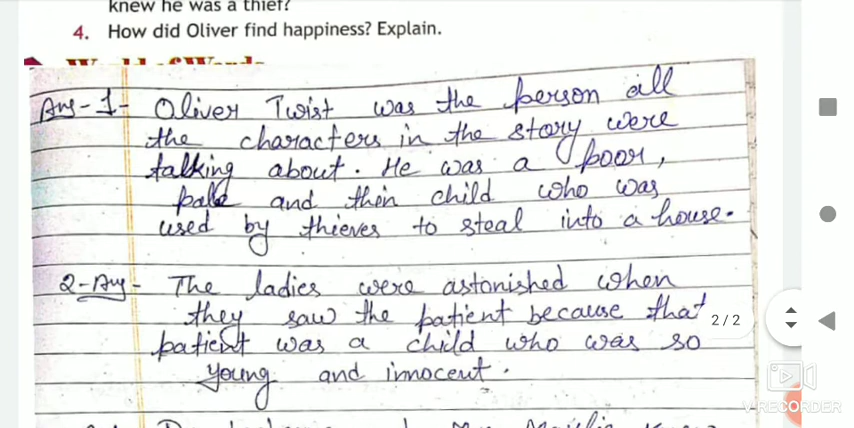 knew he was a thief?
4. How did Oliver find happiness? Explain.
Ans-1- Oliver Twist was the person all
the characters in the story were
talking about. He was a poor,
pale and thin child who was
used by thieves to steal into a house.
2-Ans- The ladies were astonished when
they saw the patient because that
patient was a child who was so
young and innocent.
2/2
V RECORDER